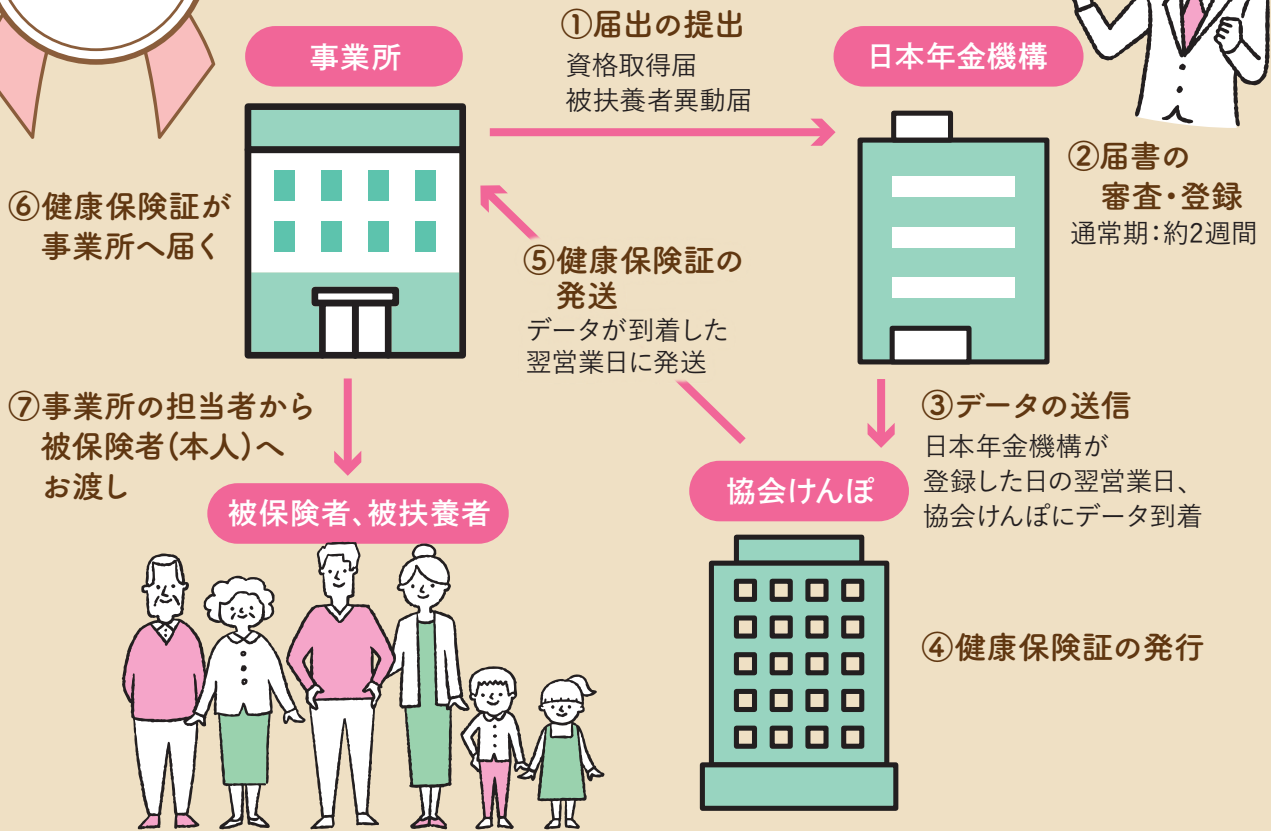 事業所
①届出の提出
資格取得届
被扶養者異動届
日本年金機構
②届書の
審査・登録
通常期:約2週間
③データの送信
日本年金機構が
登録した日の翌営業日、
協会けんぽにデータ到着
協会けんぽ
④健康保険証の発行
⑤健康保険証の
発送
データが到着した
翌営業日に発送
⑥健康保険証が
事業所へ届く
⑦事業所の担当者から
被保険者(本人)へ
お渡し
被保険者、被扶養者